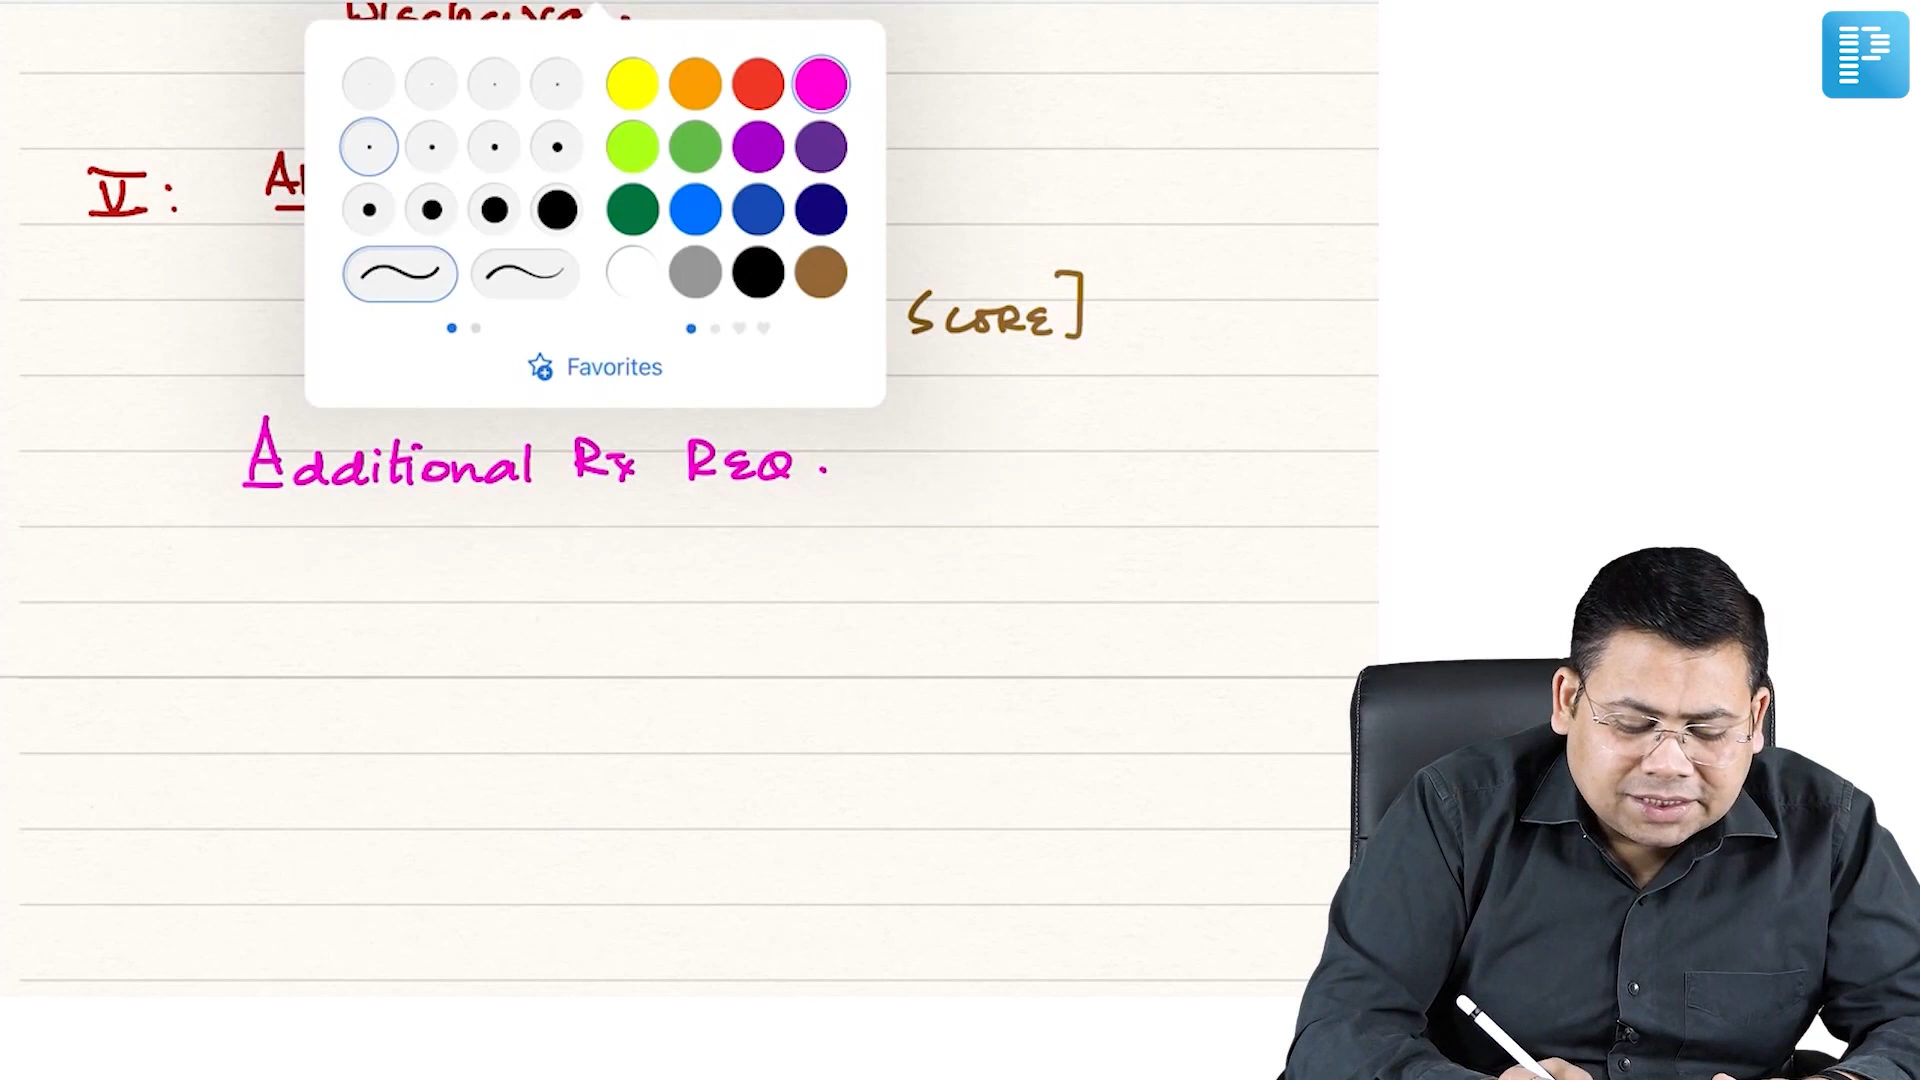 V: A
SCORE]
Favorites
Additional Rx REQ.